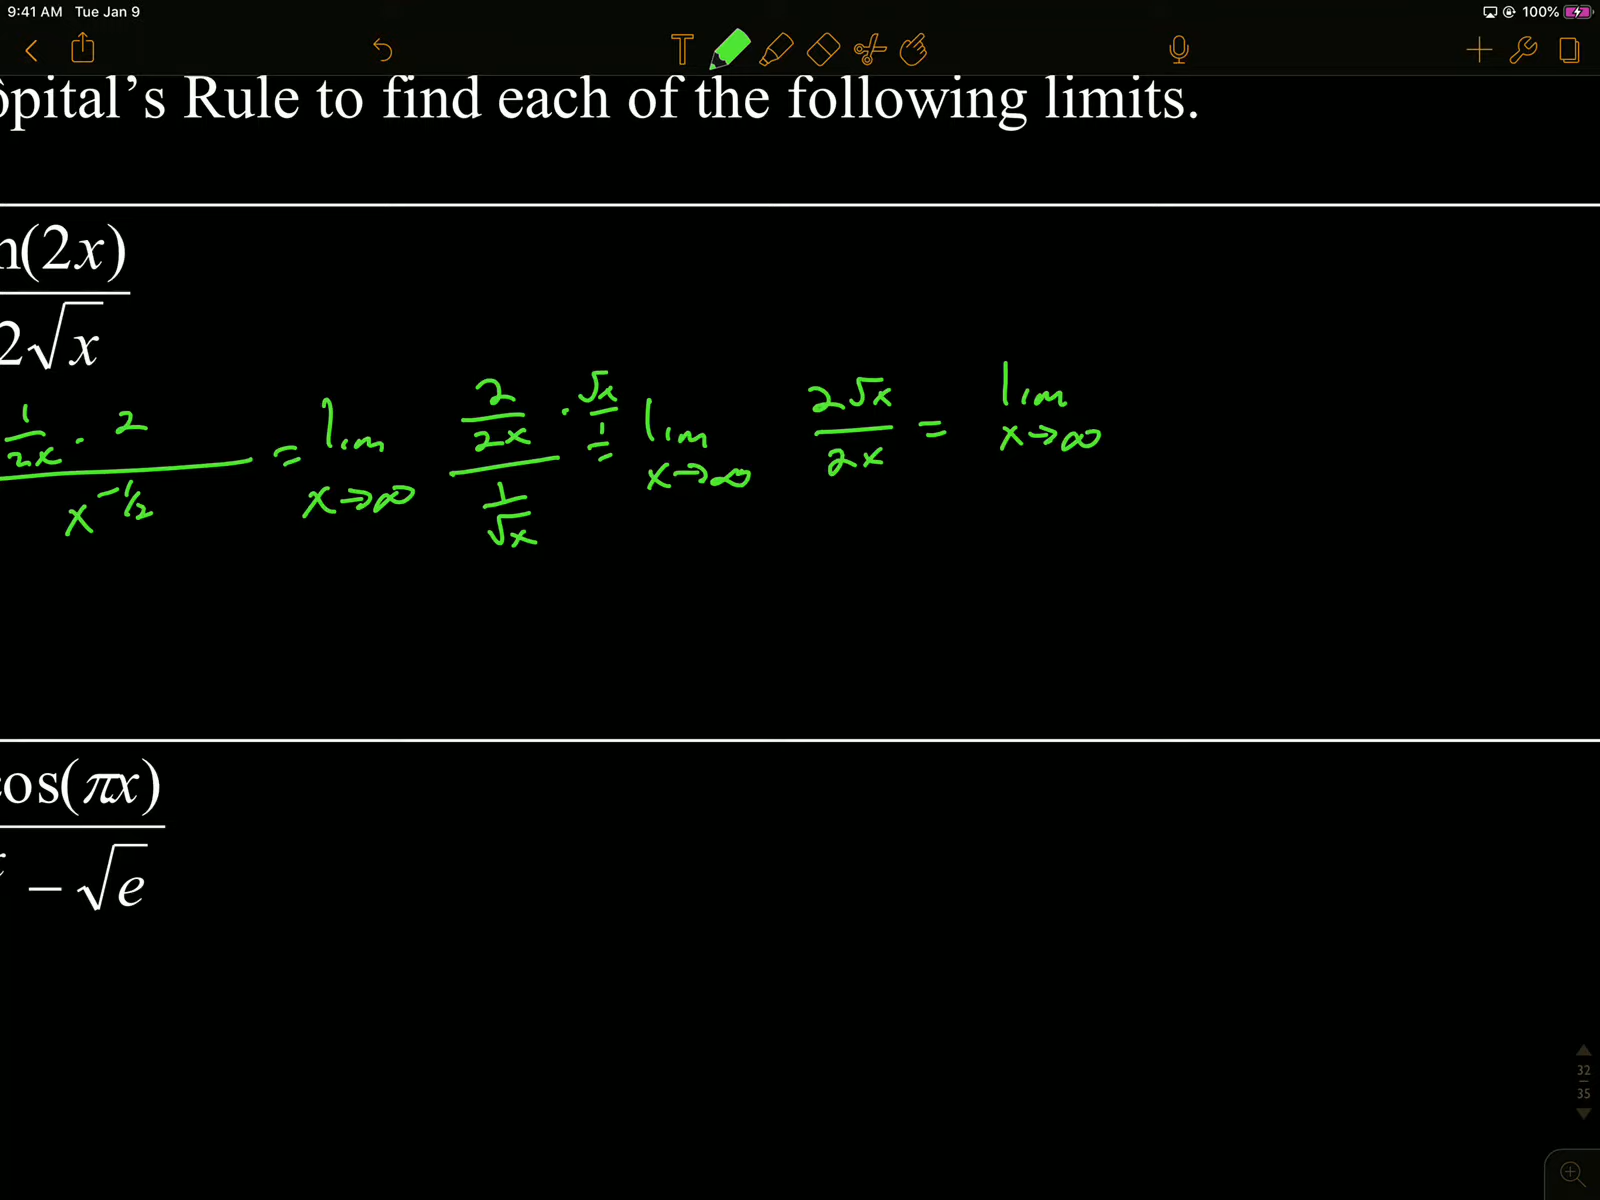 9:41 AM Tue Jan 9 100%
T
ôpital’s Rule to find each of the following limits.
n(2x)
2√x
1/2x · 2 / x^-1/2 = lim x→∞ 2/2x / 1/√x · √x/1 = lim x→∞ 2√x/2x = lim x→∞
cos(πx)
− √e
32
35